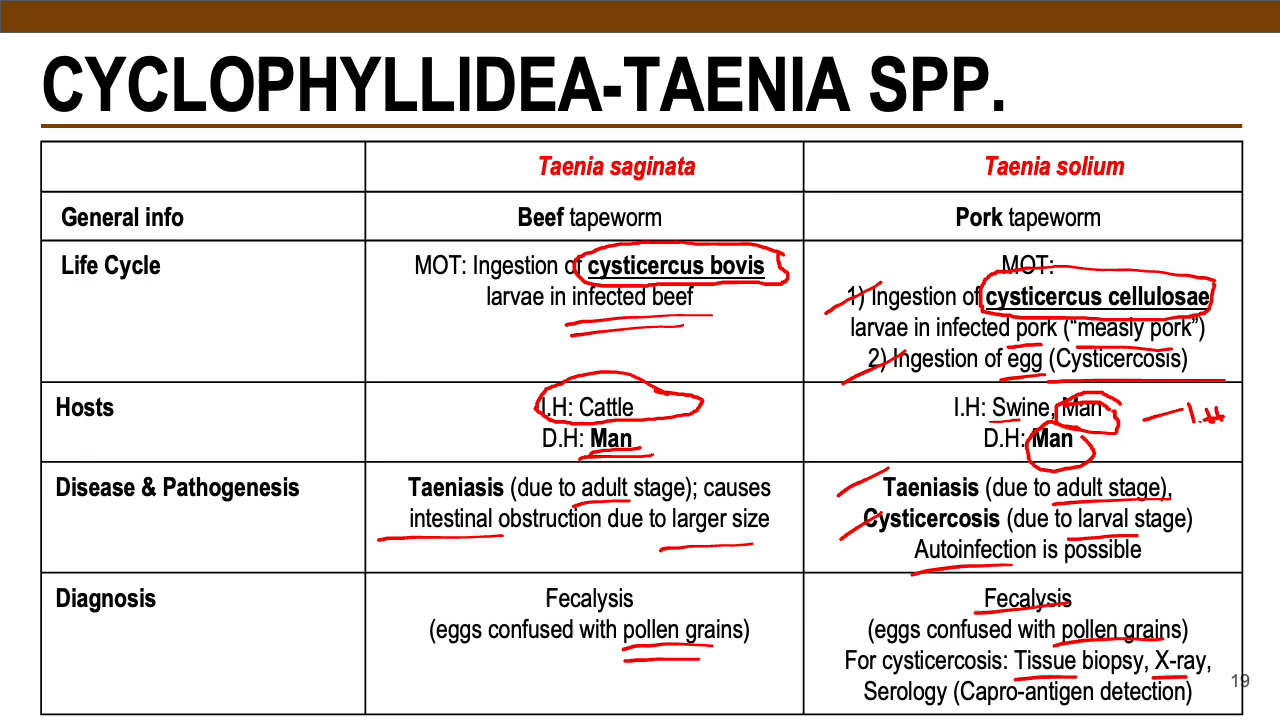 CYCLOPHYLLIDEA-TAENIA SPP.
Taenia saginata
Taenia solium
General info
Beef tapeworm
Pork tapeworm
Life Cycle
MOT: Ingestion of cysticercus bovis
larvae in infected beef
MOT:
1) Ingestion of cysticercus cellulosae
larvae in infected pork (“measly pork”)
2) Ingestion of egg (Cysticercosis)
Hosts
I.H: Cattle
D.H: Man
I.H: Swine, Man
D.H: Man
I.H
Disease & Pathogenesis
Taeniasis (due to adult stage); causes
intestinal obstruction due to larger size
Taeniasis (due to adult stage),
Cysticercosis (due to larval stage)
Autoinfection is possible
Diagnosis
Fecalysis
(eggs confused with pollen grains)
Fecalysis
(eggs confused with pollen grains)
For cysticercosis: Tissue biopsy, X-ray,
Serology (Capro-antigen detection)
19